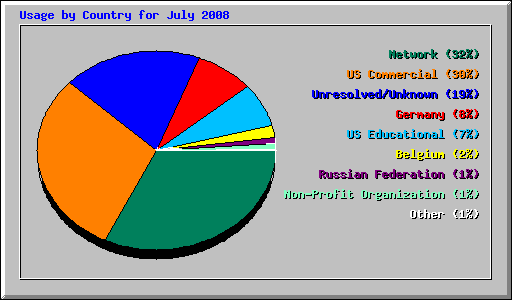 Usage by Country for July 2008
Network (32%)
US Commercial (30%)
Unresolved/Unknown (19%)
Germany (8%)
US Educational (7%)
Belgium (2%)
Russian Federation (1%)
Non-Profit Organization (1%)
Other (1%)